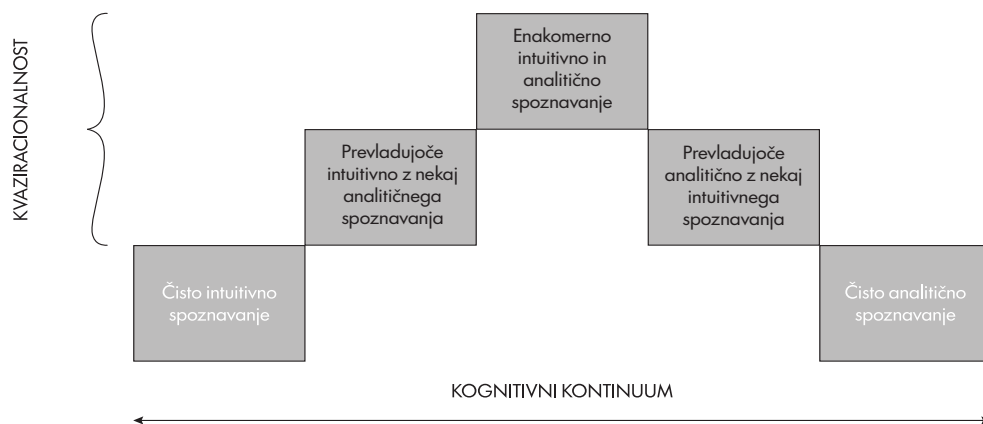 KVAZIRACIONALNOST
Enakomerno
intuitivno in
analitično
spoznavanje
Prevladujoče
intuitivno z nekaj
analitičnega
spoznavanja
Prevladujoče
analitično z nekaj
intuitivnega
spoznavanja
Čisto intuitivno
spoznavanje
Čisto analitično
spoznavanje
KOGNITIVNI KONTINUUM